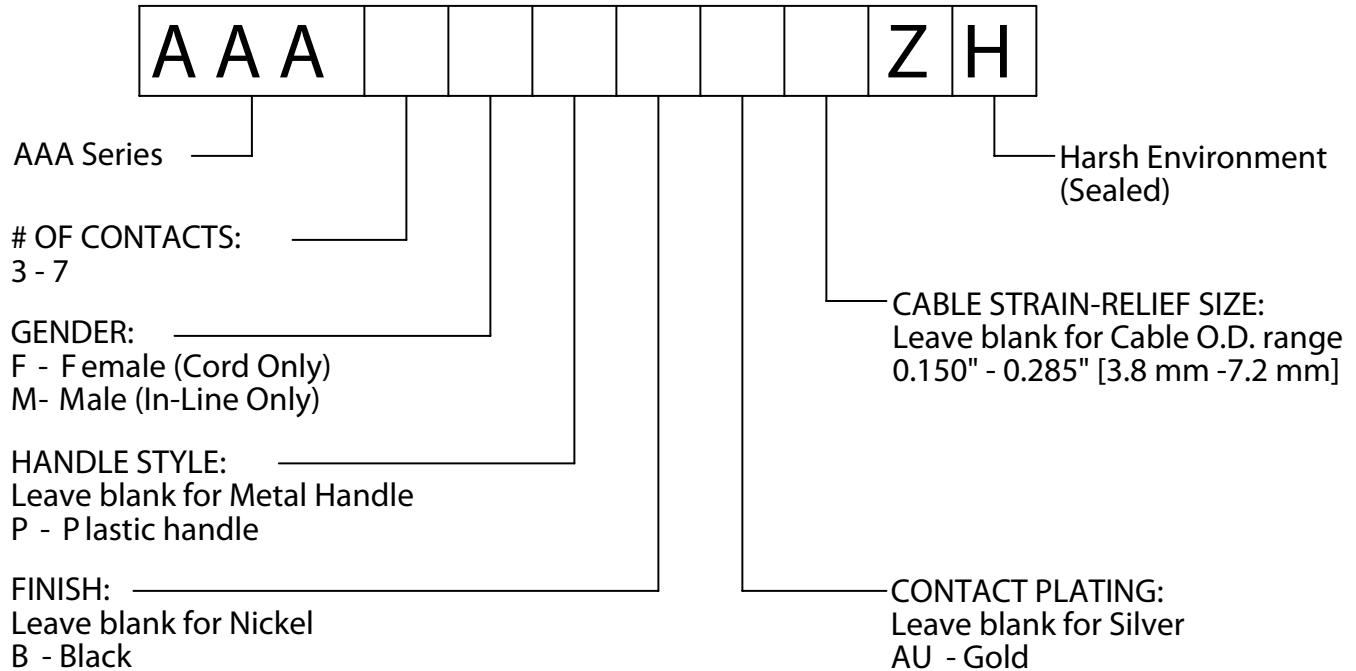 A A A Z H
AAA Series
Harsh Environment
(Sealed)
# OF CONTACTS:
3 - 7
GENDER:
F - F emale (Cord Only)
M- Male (In-Line Only)
HANDLE STYLE:
Leave blank for Metal Handle
P - P lastic handle
FINISH:
Leave blank for Nickel
B - Black
CABLE STRAIN-RELIEF SIZE:
Leave blank for Cable O.D. range
0.150" - 0.285" [3.8 mm -7.2 mm]
CONTACT PLATING:
Leave blank for Silver
AU - Gold